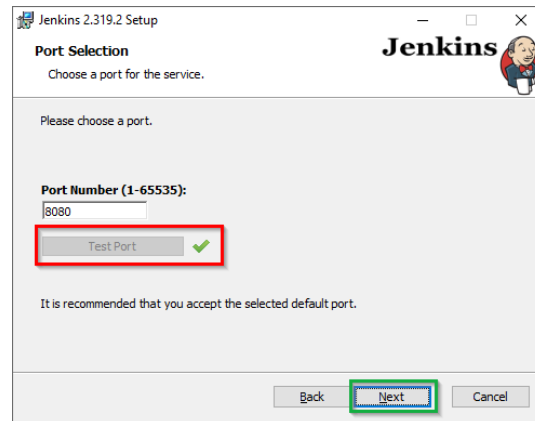 Jenkins 2.319.2 Setup
Port Selection
Jenkins
Choose a port for the service.
Please choose a port.
Port Number (1-65535):
8080
Test Port
It is recommended that you accept the selected default port.
Back Next Cancel